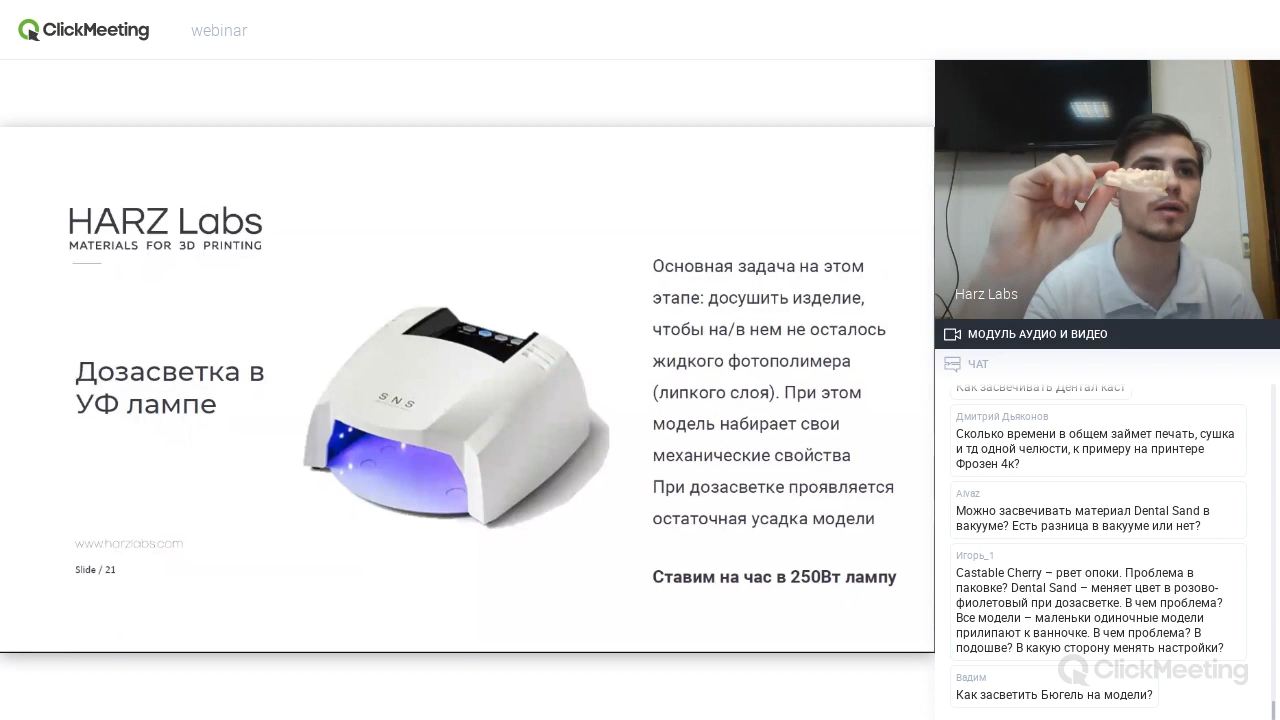 ClickMeeting
webinar
HARZ Labs
MATERIALS FOR 3D PRINTING
Дозасветка в
УФ лампе
SNS
Основная задача на этом
этапе: досушить изделие,
чтобы на/в нем не осталось
жидкого фотополимера
(липкого слоя). При этом
модель набирает свои
механические свойства
При дозасветке проявляется
остаточная усадка модели
Ставим на час в 250Вт лампу
www.harzlabs.com
Slide / 21
Harz Labs
МОДУЛЬ АУДИО И ВИДЕО
ЧАТ
Как засвечивать Дентал каст
Дмитрий Дьяконов
Сколько времени в общем займет печать, сушка
и тд одной челюсти, к примеру на принтере
Фрозен 4к?
Aivaz
Можно засвечивать материал Dental Sand в
вакууме? Есть разница в вакууме или нет?
Игорь_1
Castable Cherry – рвет опоки. Проблема в
паковке? Dental Sand – меняет цвет в розово-
фиолетовый при дозасветке. В чем проблема?
Все модели – маленьки одиночные модели
прилипают к ванночке. В чем проблема? В
подошве? В какую сторону менять настройки?
Вадим
Как засветить Бюгель на модели?
ClickMeeting